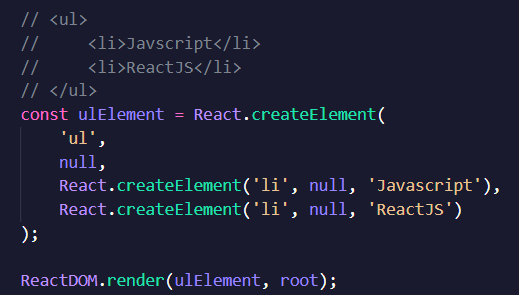 // <ul>
//     <li>Javscript</li>
//     <li>ReactJS</li>
// </ul>
const ulElement = React.createElement(
    'ul',
    null,
    React.createElement('li', null, 'Javascript'),
    React.createElement('li', null, 'ReactJS')
);

ReactDOM.render(ulElement, root);